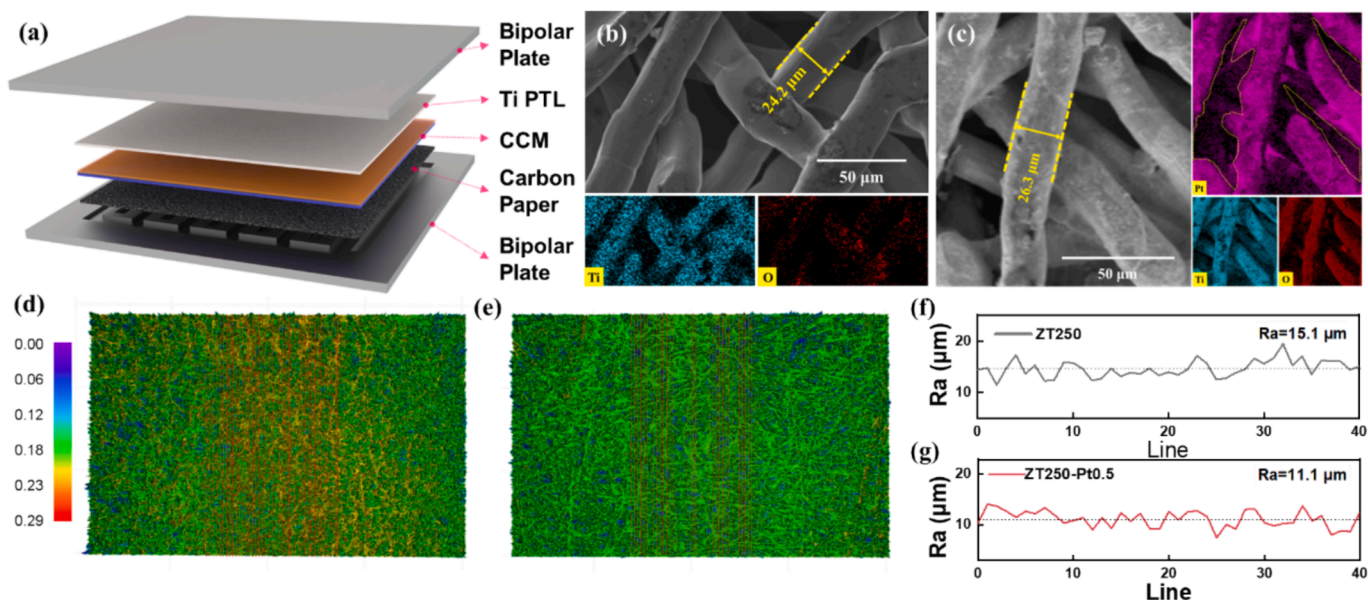 (a)
Bipolar
Plate
Ti PTL
CCM
Carbon
Paper
Bipolar
Plate
(b)
24.2 μm
50 μm
Ti
O
(c)
26.3 μm
50 μm
Pt
Ti
O
(d)
0.00
0.06
0.12
0.18
0.23
0.29
(e)
(f)
ZT250
Ra=15.1 μm
Ra (μm)
20
10
0 10 20 30 40
Line
(g)
ZT250-Pt0.5
Ra=11.1 μm
Ra (μm)
20
10
0 10 20 30 40
Line